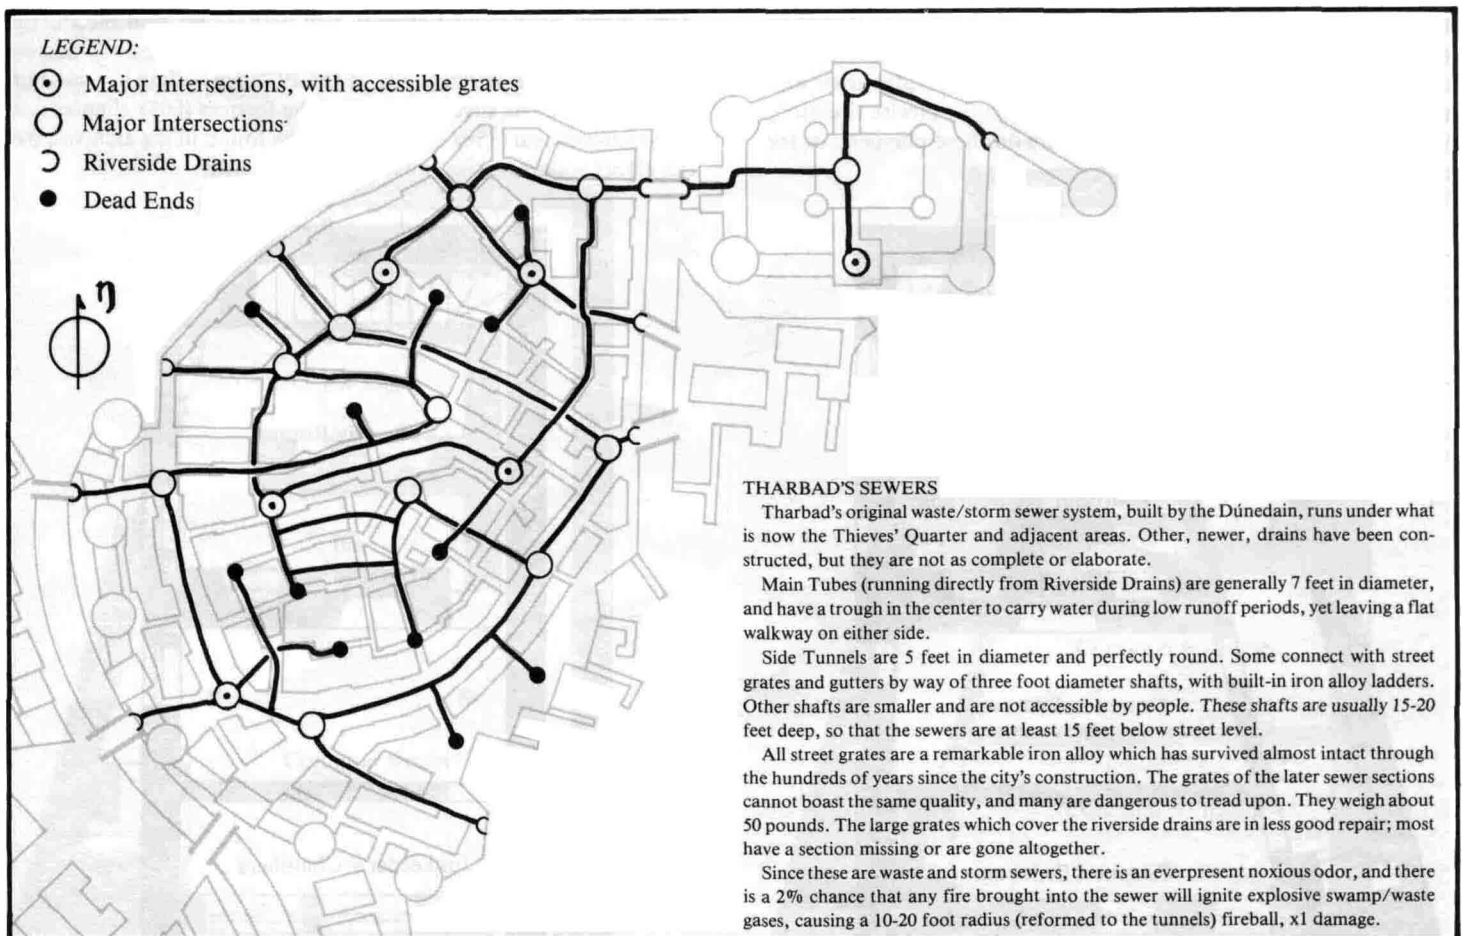 LEGEND:
Major Intersections, with accessible grates
Major Intersections
Riverside Drains
Dead Ends
η
THARBAD'S SEWERS
Tharbad's original waste/storm sewer system, built by the Dúnedain, runs under what
is now the Thieves' Quarter and adjacent areas. Other, newer, drains have been con-
structed, but they are not as complete or elaborate.
Main Tubes (running directly from Riverside Drains) are generally 7 feet in diameter,
and have a trough in the center to carry water during low runoff periods, yet leaving a flat
walkway on either side.
Side Tunnels are 5 feet in diameter and perfectly round. Some connect with street
grates and gutters by way of three foot diameter shafts, with built-in iron alloy ladders.
Other shafts are smaller and are not accessible by people. These shafts are usually 15-20
feet deep, so that the sewers are at least 15 feet below street level.
All street grates are a remarkable iron alloy which has survived almost intact through
the hundreds of years since the city's construction. The grates of the later sewer sections
cannot boast the same quality, and many are dangerous to tread upon. They weigh about
50 pounds. The large grates which cover the riverside drains are in less good repair; most
have a section missing or are gone altogether.
Since these are waste and storm sewers, there is an everpresent noxious odor, and there
is a 2% chance that any fire brought into the sewer will ignite explosive swamp/waste
gases, causing a 10-20 foot radius (reformed to the tunnels) fireball, x1 damage.